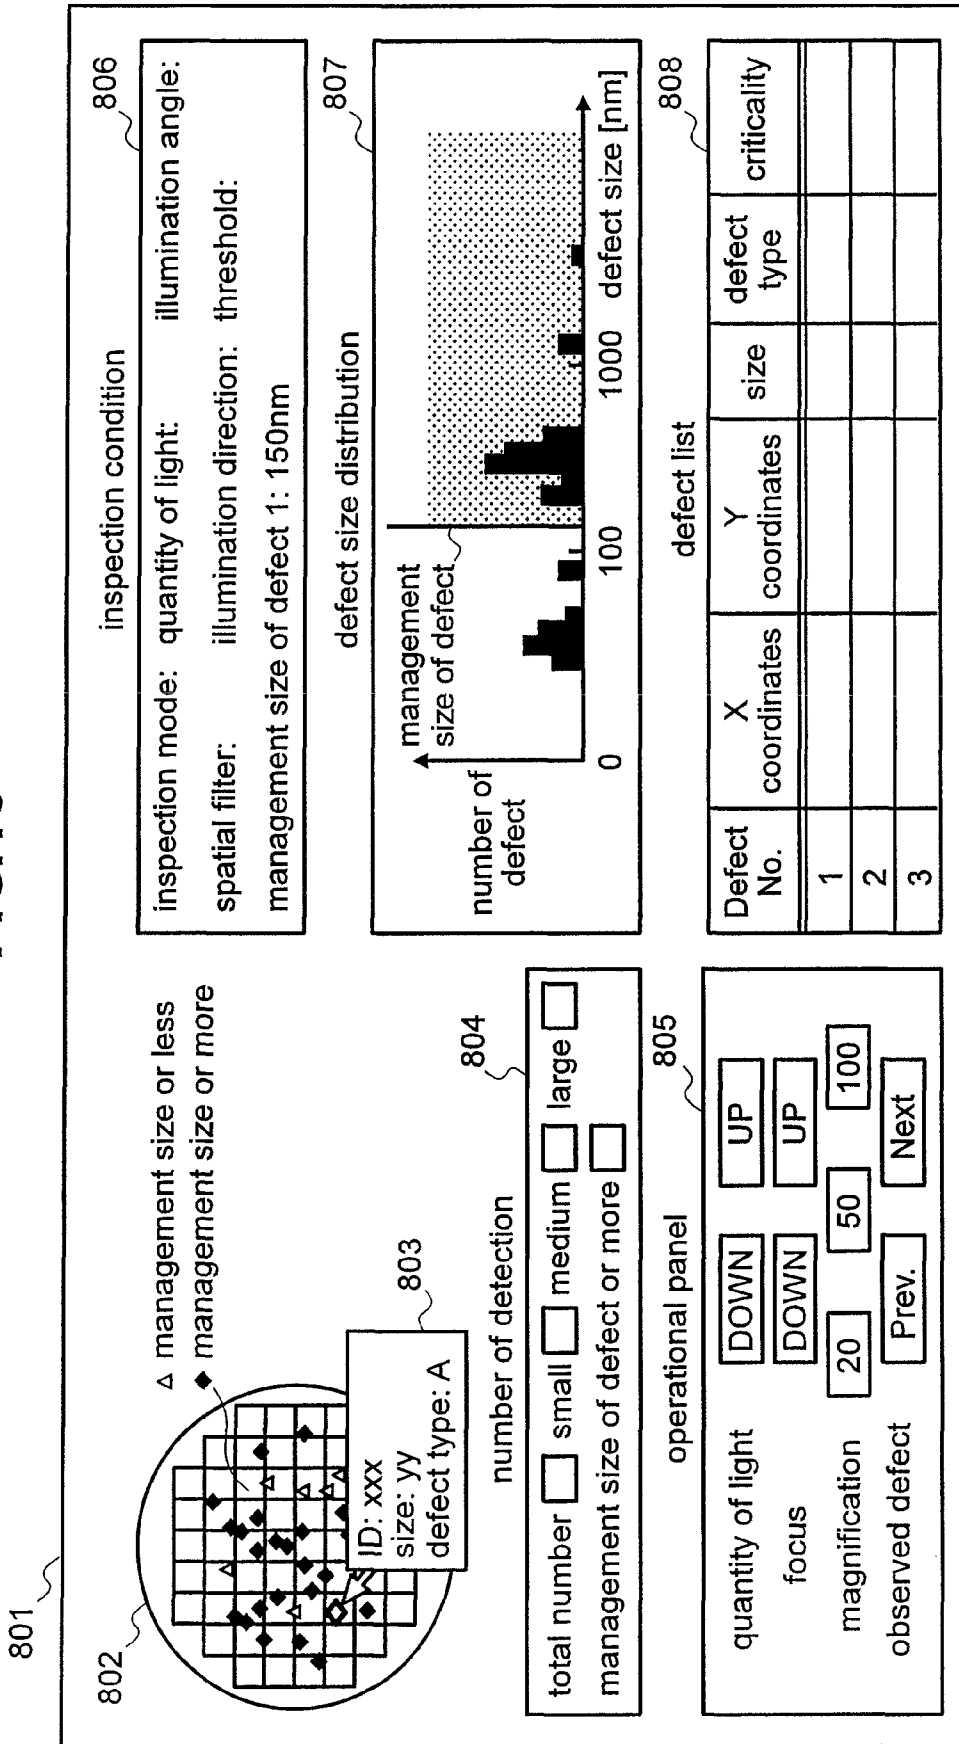 801
802
△ management size or less
◆ management size or more
803
ID: xxx
size: yy
defect type: A
number of detection
804
total number small medium large
management size of defect or more
operational panel
805
quantity of light DOWN UP
focus DOWN UP
magnification 20 50 100
observed defect Prev. Next
inspection condition
806
inspection mode: quantity of light: illumination angle:
spatial filter: illumination direction: threshold:
management size of defect 1: 150nm
defect size distribution
807
number of
defect
management
size of defect
0 100 1000 defect size [nm]
defect list
808
Defect No. X coordinates Y coordinates size defect type criticality
1
2
3